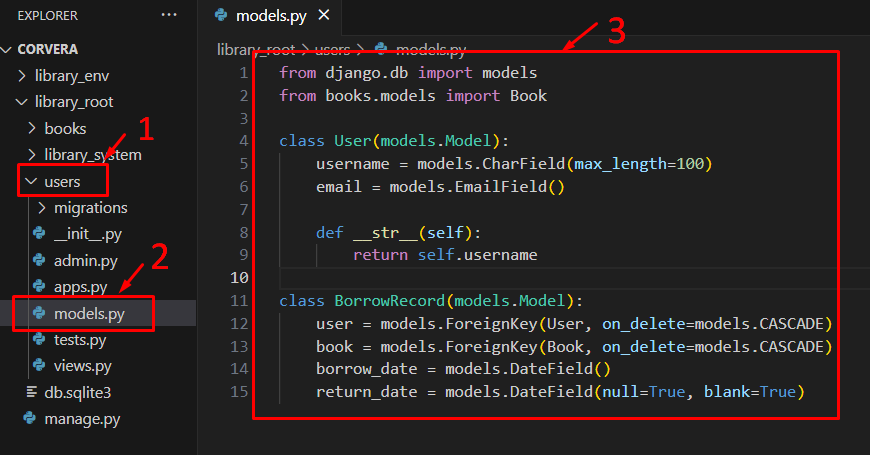 EXPLORER ...
CORVERA
library_env
library_root
books
library_system
users
migrations
__init__.py
admin.py
apps.py
models.py
tests.py
views.py
db.sqlite3
manage.py
1
2
models.py
library_root > users > models.py
3
1 from django.db import models
2 from books.models import Book
3
4 class User(models.Model):
5     username = models.CharField(max_length=100)
6     email = models.EmailField()
7
8     def __str__(self):
9         return self.username
10
11 class BorrowRecord(models.Model):
12     user = models.ForeignKey(User, on_delete=models.CASCADE)
13     book = models.ForeignKey(Book, on_delete=models.CASCADE)
14     borrow_date = models.DateField()
15     return_date = models.DateField(null=True, blank=True)